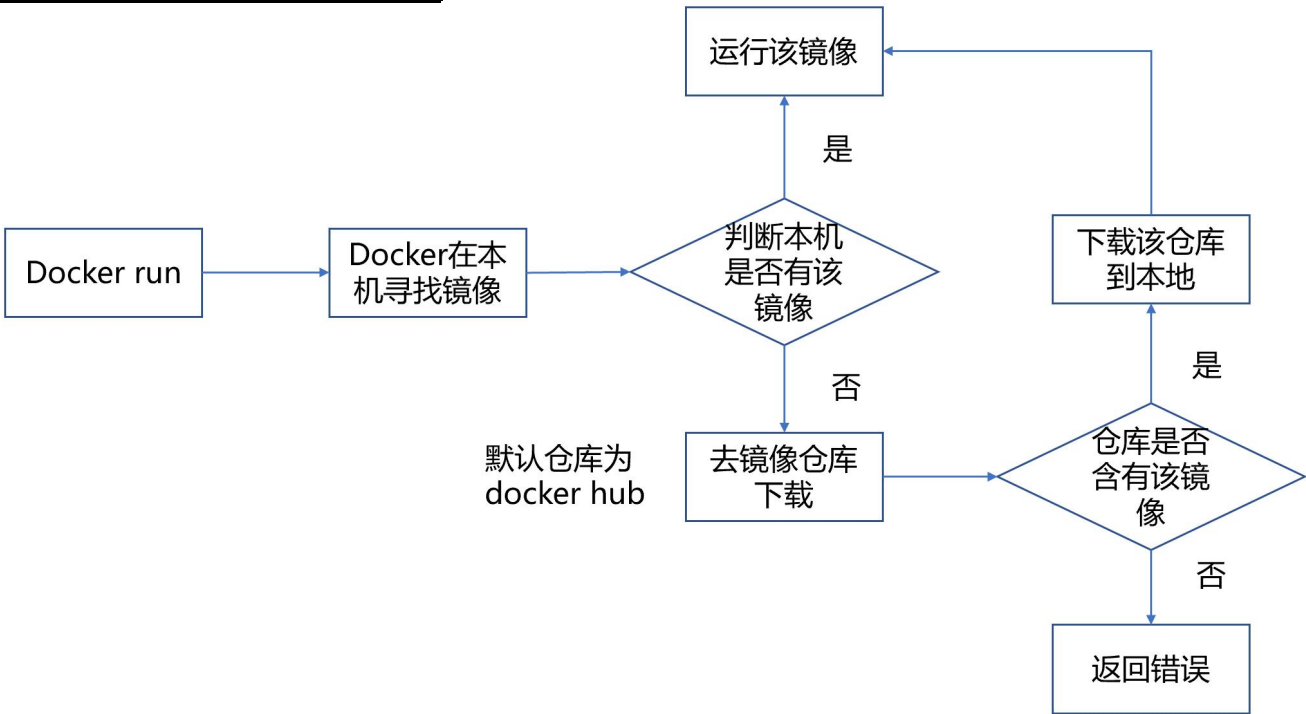 运行该镜像
是
Docker run
Docker在本
机寻找镜像
判断本机
是否有该
镜像
下载该仓库
到本地
否
是
默认仓库为
docker hub
去镜像仓库
下载
仓库是否
含有该镜
像
否
返回错误